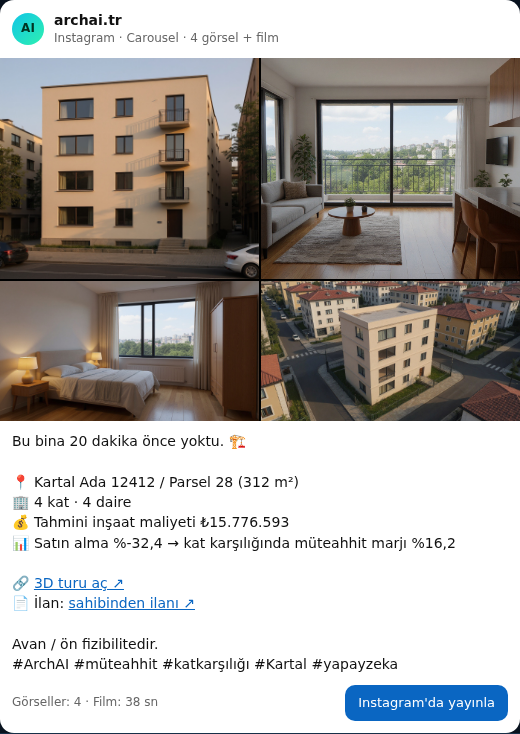 AI
archai.tr
Instagram · Carousel · 4 görsel + film
Bu bina 20 dakika önce yoktu. 🏗️
📍 Kartal Ada 12412 / Parsel 28 (312 m²)
🏢 4 kat · 4 daire
💰 Tahmini inşaat maliyeti ₺15.776.593
📊 Satın alma %-32,4 → kat karşılığında müteahhit marjı %16,2
🔗 3D turu aç ↗
📄 İlan: sahibinden ilanı ↗
Avan / ön fizibilitedir.
#ArchAI #müteahhit #katkarşılığı #Kartal #yapayzeka
Görseller: 4 · Film: 38 sn
Instagram'da yayınla